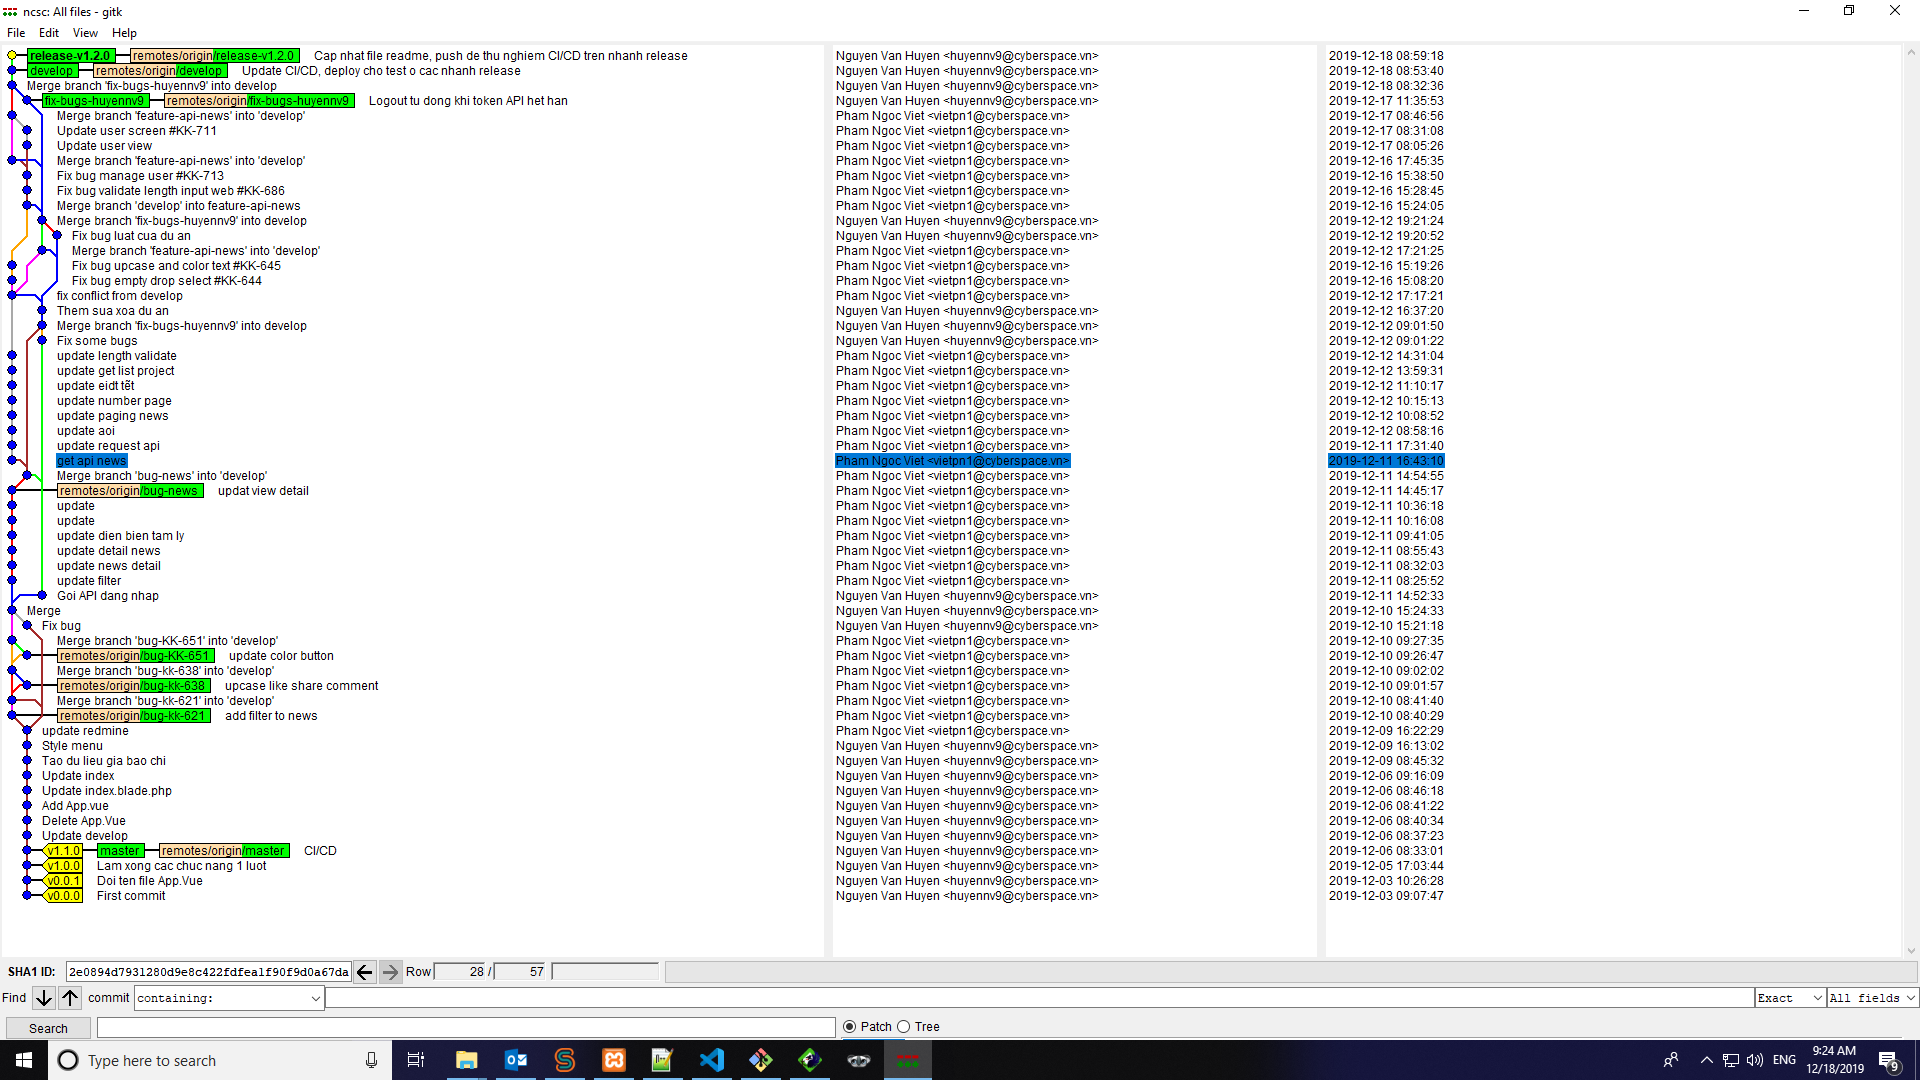 ncsc: All files - gitk
File Edit View Help
release-v1.2.0 remotes/origin/release-v1.2.0 Cap nhat file readme, push de thu nghiem CI/CD tren nhanh release Nguyen Van Huyen <huyennv9@cyberspace.vn> 2019-12-18 08:59:18
develop remotes/origin/develop Update CI/CD, deploy cho test o cac nhanh release Nguyen Van Huyen <huyennv9@cyberspace.vn> 2019-12-18 08:53:40
Merge branch 'fix-bugs-huyennv9' into develop Nguyen Van Huyen <huyennv9@cyberspace.vn> 2019-12-18 08:32:36
fix-bugs-huyennv9 remotes/origin/fix-bugs-huyennv9 Logout tu dong khi token API het han Nguyen Van Huyen <huyennv9@cyberspace.vn> 2019-12-17 11:35:53
Merge branch 'feature-api-news' into 'develop' Pham Ngoc Viet <vietpn1@cyberspace.vn> 2019-12-17 08:46:56
Update user screen #KK-711 Pham Ngoc Viet <vietpn1@cyberspace.vn> 2019-12-17 08:31:08
Update user view Pham Ngoc Viet <vietpn1@cyberspace.vn> 2019-12-17 08:05:26
Merge branch 'feature-api-news' into 'develop' Pham Ngoc Viet <vietpn1@cyberspace.vn> 2019-12-16 17:45:35
Fix bug manage user #KK-713 Pham Ngoc Viet <vietpn1@cyberspace.vn> 2019-12-16 15:38:50
Fix bug validate length input web #KK-686 Pham Ngoc Viet <vietpn1@cyberspace.vn> 2019-12-16 15:28:45
Merge branch 'develop' into feature-api-news Pham Ngoc Viet <vietpn1@cyberspace.vn> 2019-12-16 15:24:05
Merge branch 'fix-bugs-huyennv9' into develop Nguyen Van Huyen <huyennv9@cyberspace.vn> 2019-12-12 19:21:24
Fix bug luat cua du an Nguyen Van Huyen <huyennv9@cyberspace.vn> 2019-12-12 19:20:52
Merge branch 'feature-api-news' into 'develop' Pham Ngoc Viet <vietpn1@cyberspace.vn> 2019-12-12 17:21:25
Fix bug upcase and color text #KK-645 Pham Ngoc Viet <vietpn1@cyberspace.vn> 2019-12-16 15:19:26
Fix bug empty drop select #KK-644 Pham Ngoc Viet <vietpn1@cyberspace.vn> 2019-12-16 15:08:20
fix conflict from develop Pham Ngoc Viet <vietpn1@cyberspace.vn> 2019-12-12 17:17:21
Them sua xoa du an Nguyen Van Huyen <huyennv9@cyberspace.vn> 2019-12-12 16:37:20
Merge branch 'fix-bugs-huyennv9' into develop Nguyen Van Huyen <huyennv9@cyberspace.vn> 2019-12-12 09:01:50
Fix some bugs Nguyen Van Huyen <huyennv9@cyberspace.vn> 2019-12-12 09:01:22
update length validate Pham Ngoc Viet <vietpn1@cyberspace.vn> 2019-12-12 14:31:04
update get list project Pham Ngoc Viet <vietpn1@cyberspace.vn> 2019-12-12 13:59:31
update eidt tết Pham Ngoc Viet <vietpn1@cyberspace.vn> 2019-12-12 11:10:17
update number page Pham Ngoc Viet <vietpn1@cyberspace.vn> 2019-12-12 10:15:13
update paging news Pham Ngoc Viet <vietpn1@cyberspace.vn> 2019-12-12 10:08:52
update aoi Pham Ngoc Viet <vietpn1@cyberspace.vn> 2019-12-12 08:58:16
update request api Pham Ngoc Viet <vietpn1@cyberspace.vn> 2019-12-11 17:31:40
get api news Pham Ngoc Viet <vietpn1@cyberspace.vn> 2019-12-11 16:43:10
Merge branch 'bug-news' into 'develop' Pham Ngoc Viet <vietpn1@cyberspace.vn> 2019-12-11 14:54:55
remotes/origin/bug-news updat view detail Pham Ngoc Viet <vietpn1@cyberspace.vn> 2019-12-11 14:45:17
update Pham Ngoc Viet <vietpn1@cyberspace.vn> 2019-12-11 10:36:18
update Pham Ngoc Viet <vietpn1@cyberspace.vn> 2019-12-11 10:16:08
update dien bien tam ly Pham Ngoc Viet <vietpn1@cyberspace.vn> 2019-12-11 09:41:05
update detail news Pham Ngoc Viet <vietpn1@cyberspace.vn> 2019-12-11 08:55:43
update news detail Pham Ngoc Viet <vietpn1@cyberspace.vn> 2019-12-11 08:32:03
update filter Pham Ngoc Viet <vietpn1@cyberspace.vn> 2019-12-11 08:25:52
Goi API dang nhap Nguyen Van Huyen <huyennv9@cyberspace.vn> 2019-12-11 14:52:33
Merge Nguyen Van Huyen <huyennv9@cyberspace.vn> 2019-12-10 15:24:33
Fix bug Nguyen Van Huyen <huyennv9@cyberspace.vn> 2019-12-10 15:21:18
Merge branch 'bug-KK-651' into 'develop' Pham Ngoc Viet <vietpn1@cyberspace.vn> 2019-12-10 09:27:35
remotes/origin/bug-KK-651 update color button Pham Ngoc Viet <vietpn1@cyberspace.vn> 2019-12-10 09:26:47
Merge branch 'bug-kk-638' into 'develop' Pham Ngoc Viet <vietpn1@cyberspace.vn> 2019-12-10 09:02:02
remotes/origin/bug-kk-638 upcase like share comment Pham Ngoc Viet <vietpn1@cyberspace.vn> 2019-12-10 09:01:57
Merge branch 'bug-kk-621' into 'develop' Pham Ngoc Viet <vietpn1@cyberspace.vn> 2019-12-10 08:41:40
remotes/origin/bug-kk-621 add filter to news Pham Ngoc Viet <vietpn1@cyberspace.vn> 2019-12-10 08:40:29
update redmine Pham Ngoc Viet <vietpn1@cyberspace.vn> 2019-12-09 16:22:29
Style menu Nguyen Van Huyen <huyennv9@cyberspace.vn> 2019-12-09 16:13:02
Tao du lieu gia bao chi Nguyen Van Huyen <huyennv9@cyberspace.vn> 2019-12-09 08:45:32
Update index Nguyen Van Huyen <huyennv9@cyberspace.vn> 2019-12-06 09:16:09
Update index.blade.php Nguyen Van Huyen <huyennv9@cyberspace.vn> 2019-12-06 08:46:18
Add App.vue Nguyen Van Huyen <huyennv9@cyberspace.vn> 2019-12-06 08:41:22
Delete App.Vue Nguyen Van Huyen <huyennv9@cyberspace.vn> 2019-12-06 08:40:34
Update develop Nguyen Van Huyen <huyennv9@cyberspace.vn> 2019-12-06 08:37:23
v1.1.0 master remotes/origin/master CI/CD Nguyen Van Huyen <huyennv9@cyberspace.vn> 2019-12-06 08:33:01
v1.0.0 Lam xong cac chuc nang 1 luot Nguyen Van Huyen <huyennv9@cyberspace.vn> 2019-12-05 17:03:44
v0.0.1 Doi ten file App.Vue Nguyen Van Huyen <huyennv9@cyberspace.vn> 2019-12-03 10:26:28
v0.0.0 First commit Nguyen Van Huyen <huyennv9@cyberspace.vn> 2019-12-03 09:07:47
SHA1 ID: 2e0894d7931280d9e8c422fdfea1f90f9d0a67da Row 28 / 57
Find commit containing: Exact All fields
Search Patch Tree
Type here to search ENG 9:24 AM
12/18/2019 9